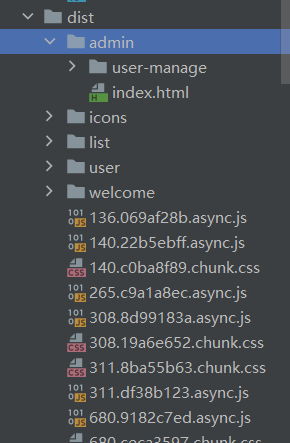 dist
admin
user-manage
index.html
icons
list
user
welcome
136.069af28b.async.js
140.22b5ebff.async.js
140.c0ba8f89.chunk.css
265.c9a1a8ec.async.js
308.8d99183a.async.js
308.19a6e652.chunk.css
311.8ba55b63.chunk.css
311.df38b123.async.js
680.9182c7ed.async.js